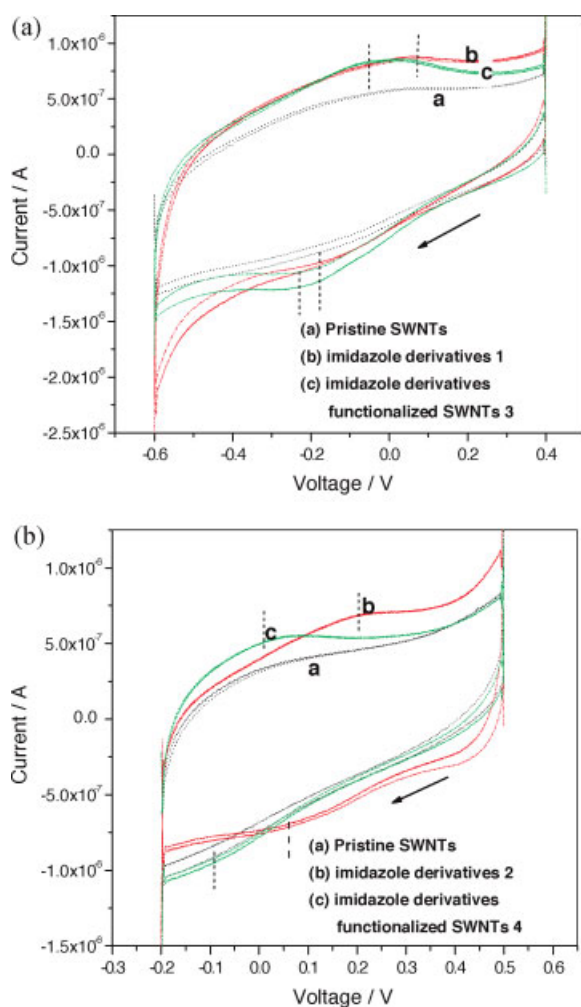 (a)
1.0x10⁻⁶
5.0x10⁻⁷
0.0
-5.0x10⁻⁷
-1.0x10⁻⁶
-1.5x10⁻⁶
-2.0x10⁻⁶
-2.5x10⁻⁶
Current / A
b
c
a
(a) Pristine SWNTs
(b) imidazole derivatives 1
(c) imidazole derivatives
functionalized SWNTs 3
-0.6 -0.4 -0.2 0.0 0.2 0.4
Voltage / V
(b)
1.0x10⁻⁶
5.0x10⁻⁷
0.0
-5.0x10⁻⁷
-1.0x10⁻⁶
-1.5x10⁻⁶
Current / A
c
b
a
(a) Pristine SWNTs
(b) imidazole derivatives 2
(c) imidazole derivatives
functionalized SWNTs 4
-0.3 -0.2 -0.1 0.0 0.1 0.2 0.3 0.4 0.5 0.6
Voltage / V